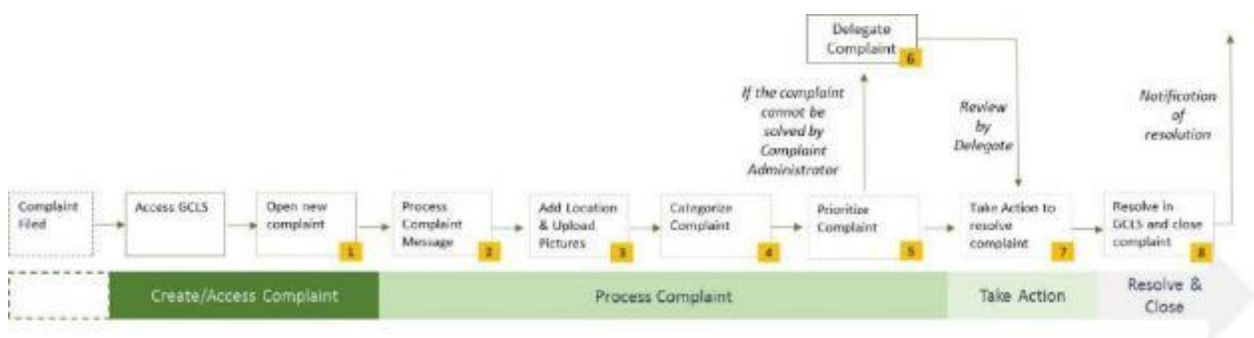 Delegate
Complaint
6
If the complaint
cannot be
solved by
Complaint
Administrator
Review
by
Delegate
Notification
of
resolution
Complaint
Filed
Access GCLS
Open new
complaint
1
Process
Complaint
Message
2
Add Location
& Upload
Pictures
3
Categorize
Complaint
4
Prioritize
Complaint
5
Take Action to
resolve
complaint
7
Resolve in
GCLS and close
complaint
8
Create/Access Complaint
Process Complaint
Take Action
Resolve &
Close